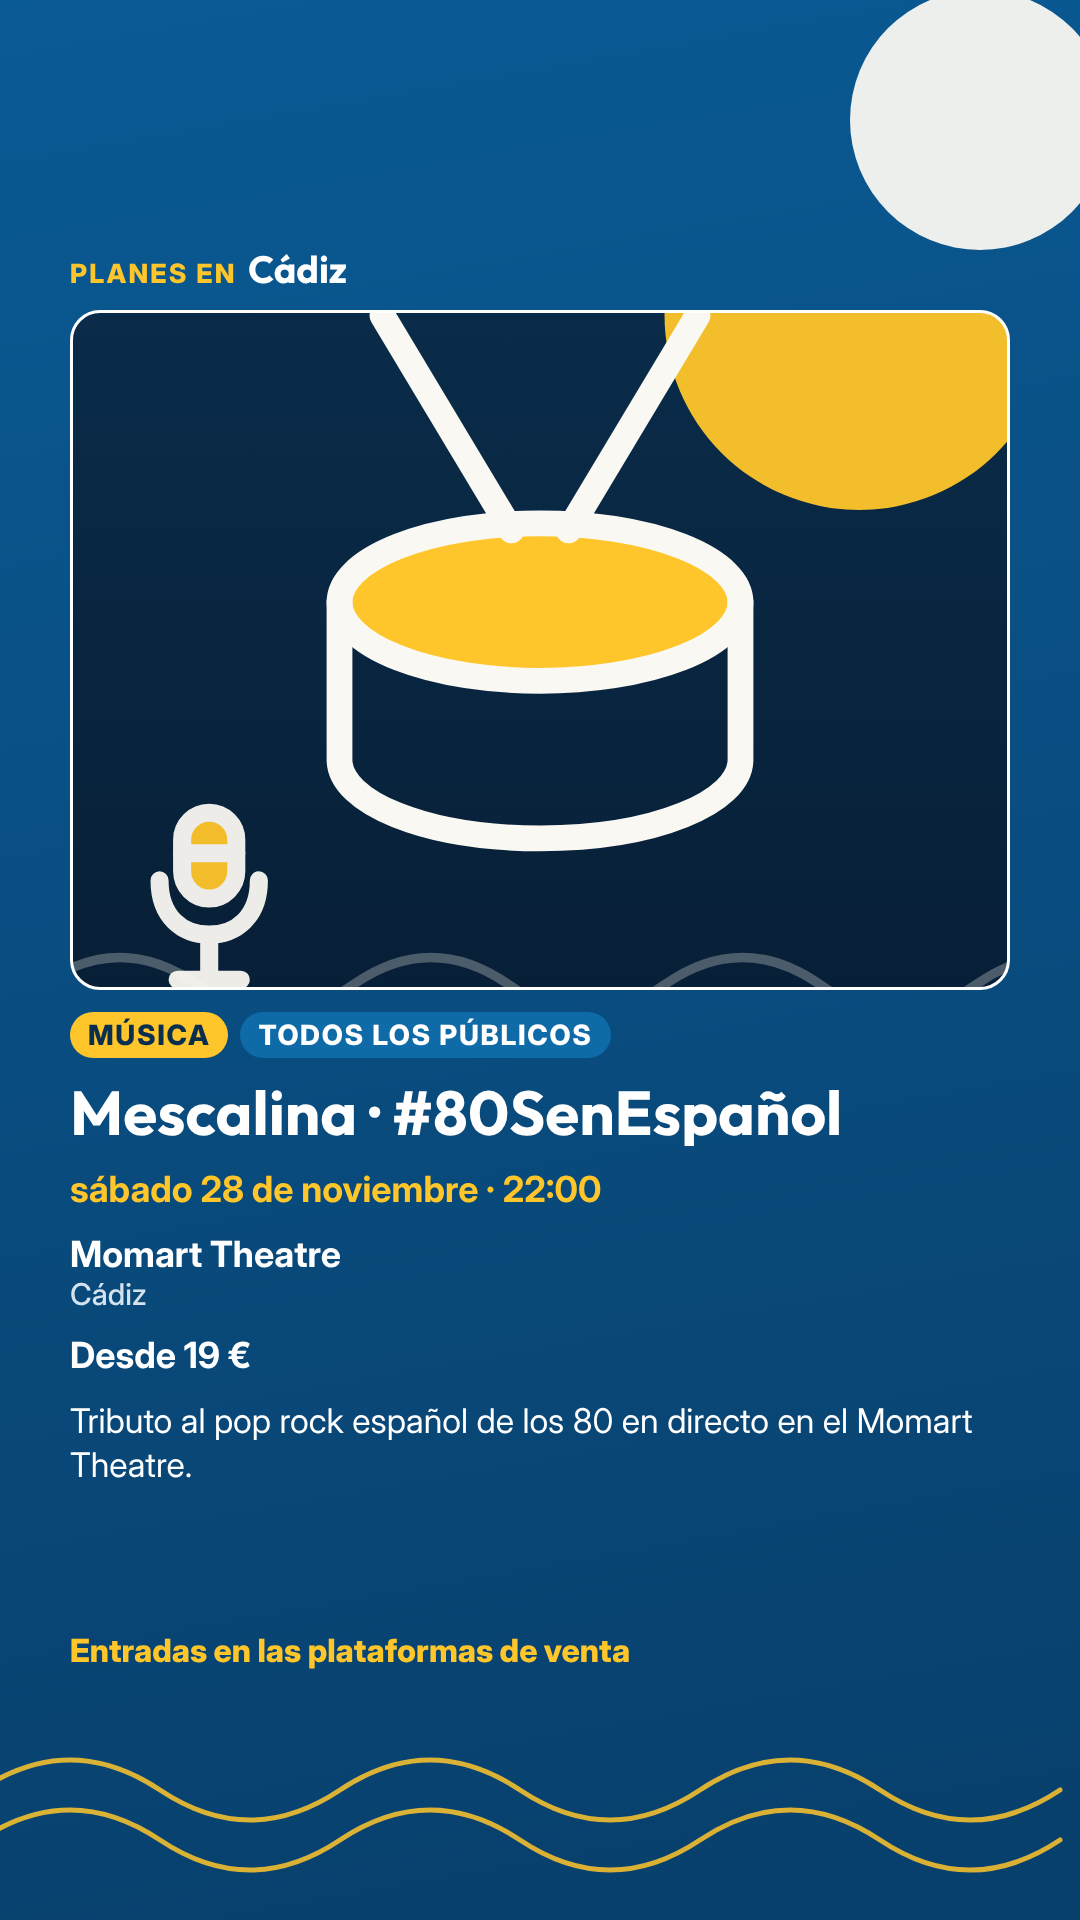 PLANES EN Cádiz
MÚSICA TODOS LOS PÚBLICOS
Mescalina · #80SenEspañol
sábado 28 de noviembre · 22:00
Momart Theatre
Cádiz
Desde 19 €
Tributo al pop rock español de los 80 en directo en el Momart
Theatre.
Entradas en las plataformas de venta